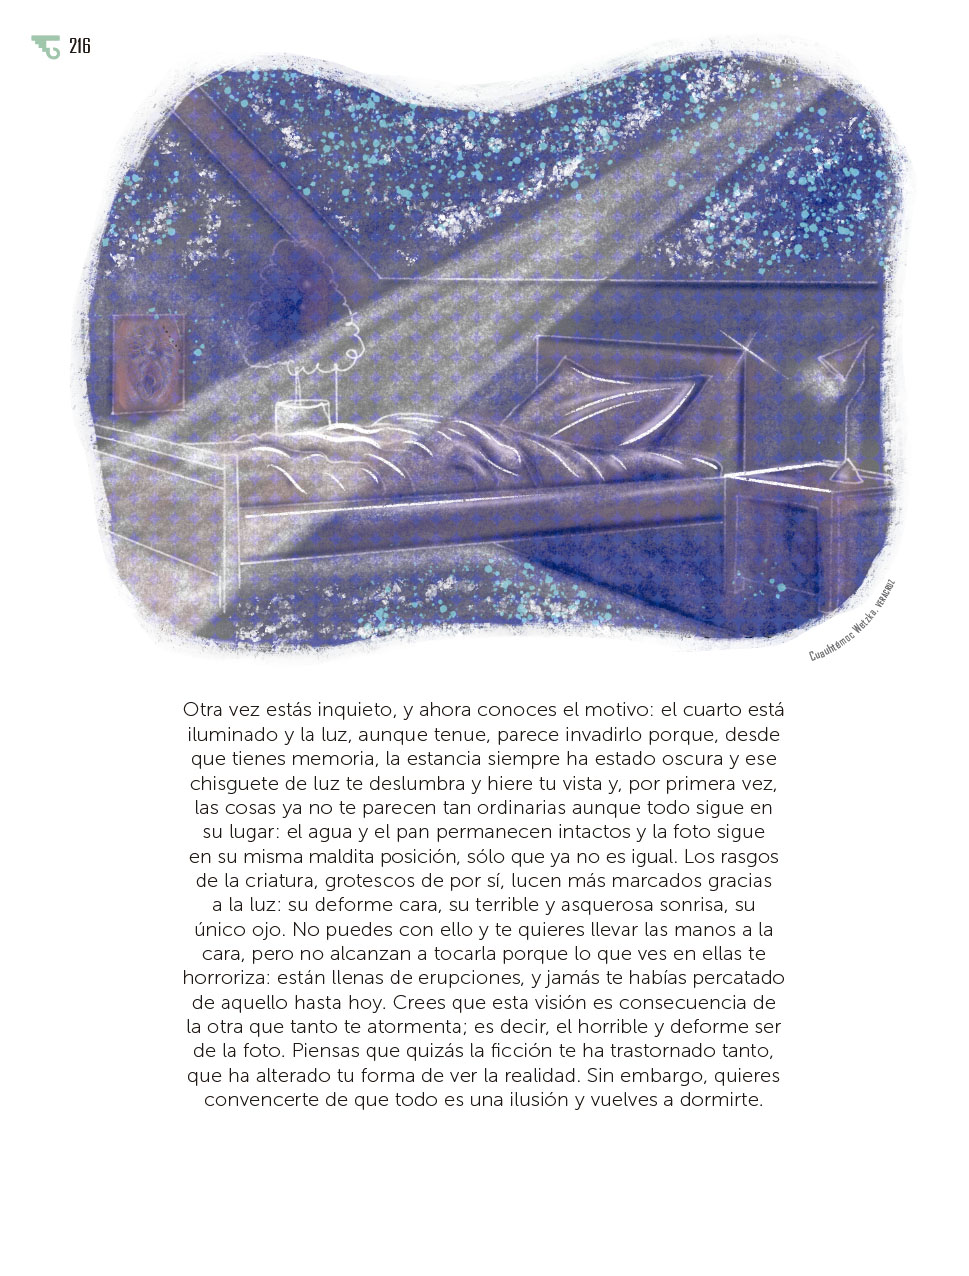 216
Cuauhtémoc Wetzka, VERACRUZ
Otra vez estás inquieto, y ahora conoces el motivo: el cuarto está
iluminado y la luz, aunque tenue, parece invadirlo porque, desde
que tienes memoria, la estancia siempre ha estado oscura y ese
chisguete de luz te deslumbra y hiere tu vista y, por primera vez,
las cosas ya no te parecen tan ordinarias aunque todo sigue en
su lugar: el agua y el pan permanecen intactos y la foto sigue
en su misma maldita posición, sólo que ya no es igual. Los rasgos
de la criatura, grotescos de por sí, lucen más marcados gracias
a la luz: su deforme cara, su terrible y asquerosa sonrisa, su
único ojo. No puedes con ello y te quieres llevar las manos a la
cara, pero no alcanzan a tocarla porque lo que ves en ellas te
horroriza: están llenas de erupciones, y jamás te habías percatado
de aquello hasta hoy. Crees que esta visión es consecuencia de
la otra que tanto te atormenta; es decir, el horrible y deforme ser
de la foto. Piensas que quizás la ficción te ha trastornado tanto,
que ha alterado tu forma de ver la realidad. Sin embargo, quieres
convencerte de que todo es una ilusión y vuelves a dormirte.